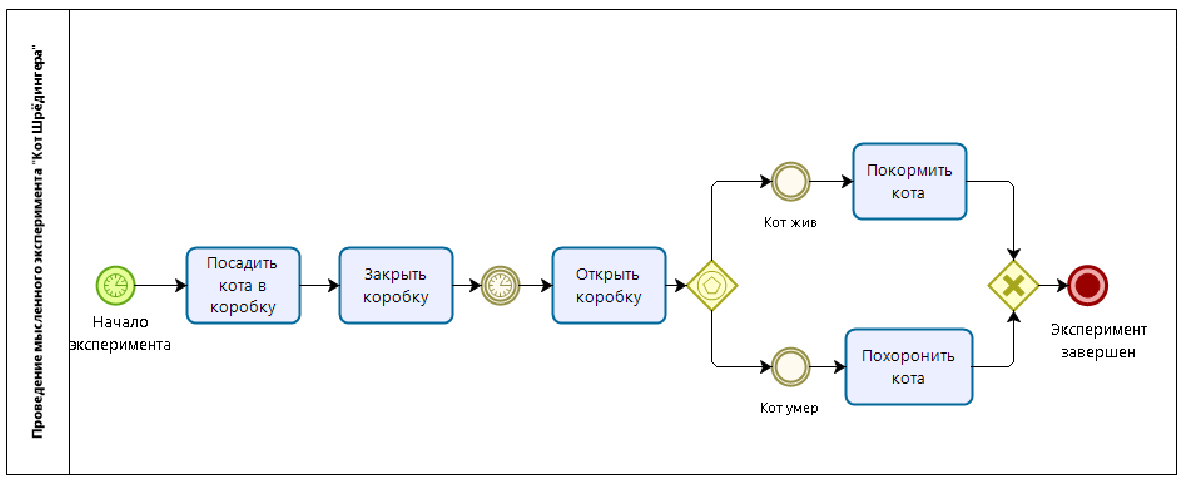 Проведение мысленного эксперимента "Кот Шрёдингера"
Начало
эксперимента
Посадить
кота в
коробку
Закрыть
коробку
Открыть
коробку
Кот жив
Покормить
кота
Кот умер
Похоронить
кота
Эксперимент
завершен